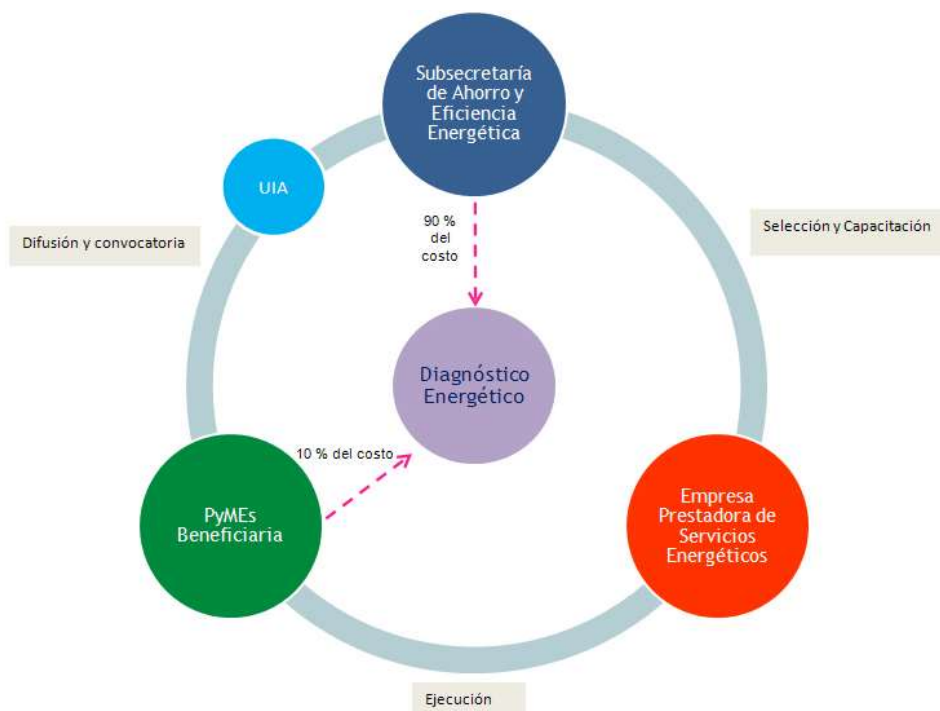 Subsecretaría
de Ahorro y
Eficiencia
Energética
UIA
90 %
del
costo
Difusión y convocatoria
Selección y Capacitación
Diagnóstico
Energético
10 % del costo
PyMEs
Beneficiaria
Empresa
Prestadora de
Servicios
Energéticos
Ejecución